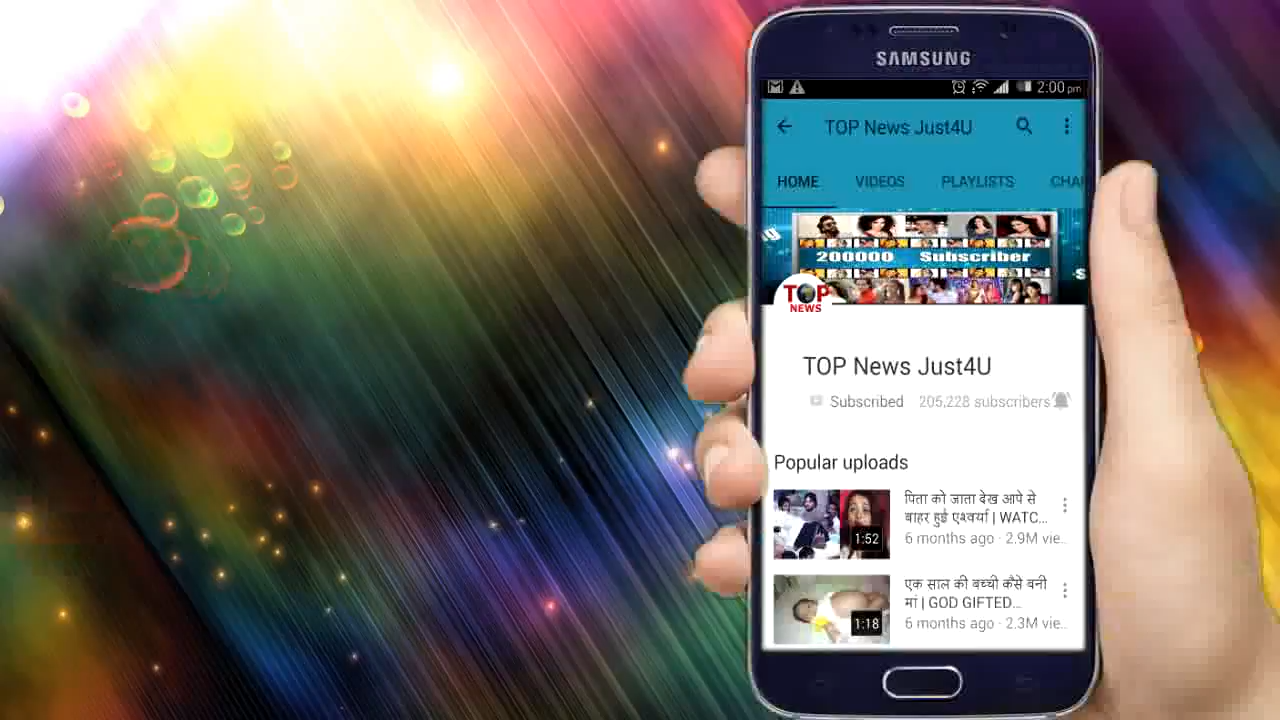 SAMSUNG
2:00 pm
TOP News Just4U
HOME VIDEOS PLAYLISTS CHA
200000 Subscriber
TOP
NEWS
TOP News Just4U
Subscribed 205,228 subscribers
Popular uploads
पिता को जाता देख आपे से
बाहर हुई एश्वर्या | WATC...
6 months ago · 2.9M vie..
1:52
एक साल की बच्ची कैसे बनी
मां | GOD GIFTED...
6 months ago · 2.3M vie..
1:18